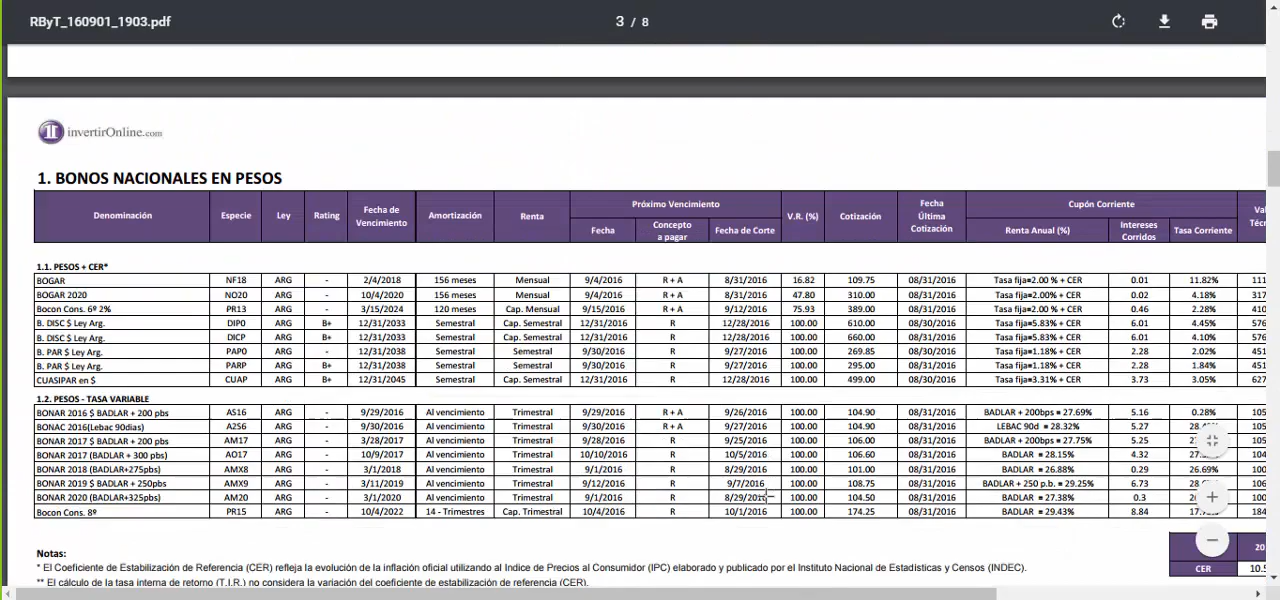 RByT_160901_1903.pdf 3 / 8
invertirOnline.com
1. BONOS NACIONALES EN PESOS
Denominación Especie Ley Rating Fecha de Vencimiento Amortización Renta Próximo Vencimiento V.R. (%) Cotización Fecha Última Cotización Cupón Corriente
Fecha Concepto a pagar Fecha de Corte Renta Anual (%) Intereses Corridos Tasa Corriente
1.1. PESOS + CER*
BOGAR NF18 ARG - 2/4/2018 156 meses Mensual 9/4/2016 R + A 8/31/2016 16.82 109.75 08/31/2016 Tasa fija=2.00 % + CER 0.01 11.82% 111
BOGAR 2020 NO20 ARG - 10/4/2020 156 meses Mensual 9/4/2016 R + A 8/31/2016 47.80 310.00 08/31/2016 Tasa fija=2.00% + CER 0.02 4.18% 317
Bocon Cons. 6º 2% PR13 ARG - 3/15/2024 120 meses Cap. Mensual 9/15/2016 R + A 9/12/2016 75.93 389.00 08/31/2016 Tasa fija=2.00% + CER 0.46 2.28% 410
B. DISC $ Ley Arg. DIP0 ARG B+ 12/31/2033 Semestral Cap. Semestral 12/31/2016 R 12/28/2016 100.00 610.00 08/30/2016 Tasa fija=5.83% + CER 6.01 4.45% 576
B. DISC $ Ley Arg. DICP ARG B+ 12/31/2033 Semestral Cap. Semestral 12/31/2016 R 12/28/2016 100.00 660.00 08/31/2016 Tasa fija=5.83% + CER 6.01 4.10% 576
B. PAR $ Ley Arg. PAP0 ARG - 12/31/2038 Semestral Semestral 9/30/2016 R 9/27/2016 100.00 269.85 08/30/2016 Tasa fija=1.18% + CER 2.28 2.02% 451
B. PAR $ Ley Arg. PARP ARG B+ 12/31/2038 Semestral Semestral 9/30/2016 R 9/27/2016 100.00 295.00 08/31/2016 Tasa fija=1.18% + CER 2.28 1.84% 451
CUASIPAR en $ CUAP ARG B+ 12/31/2045 Semestral Cap. Semestral 12/31/2016 R 12/28/2016 100.00 499.00 08/30/2016 Tasa fija=3.31% + CER 3.73 3.05% 627
1.2. PESOS - TASA VARIABLE
BONAR 2016 $ BADLAR + 200 pbs AS16 ARG - 9/29/2016 Al vencimiento Trimestral 9/29/2016 R + A 9/26/2016 100.00 104.90 08/31/2016 BADLAR + 200bps = 27.69% 5.16 0.28% 105
BONAC 2016(Lebac 90dias) A2S6 ARG - 9/30/2016 Al vencimiento Trimestral 9/30/2016 R + A 9/27/2016 100.00 104.90 08/31/2016 LEBAC 90d = 28.32% 5.27 105
BONAR 2017 $ BADLAR + 200 pbs AM17 ARG - 3/28/2017 Al vencimiento Trimestral 9/28/2016 R 9/25/2016 100.00 106.00 08/31/2016 BADLAR + 200bps = 27.75% 5.25 105
BONAR 2017 (BADLAR + 300 pbs) AO17 ARG - 10/9/2017 Al vencimiento Trimestral 10/10/2016 R 10/5/2016 100.00 106.60 08/31/2016 BADLAR = 28.15% 4.32 104
BONAR 2018 (BADLAR+275pbs) AMX8 ARG - 3/1/2018 Al vencimiento Trimestral 9/1/2016 R 8/29/2016 100.00 101.00 08/31/2016 BADLAR = 26.88% 0.29 26.69% 100
BONAR 2019 $ BADLAR + 250pbs AMX9 ARG - 3/11/2019 Al vencimiento Trimestral 9/12/2016 R 9/7/2016 100.00 108.75 08/31/2016 BADLAR + 250 p.b. = 29.25% 6.73 106
BONAR 2020 (BADLAR+325pbs) AM20 ARG - 3/1/2020 Al vencimiento Trimestral 9/1/2016 R 8/29/2016 100.00 104.50 08/31/2016 BADLAR = 27.38% 0.3 100
Bocon Cons. 8º PR15 ARG - 10/4/2022 14 - Trimestres Cap. Trimestral 10/4/2016 R 10/1/2016 100.00 174.25 08/31/2016 BADLAR = 29.43% 8.84 184
Notas: 20
* El Coeficiente de Estabilización de Referencia (CER) refleja la evolución de la inflación oficial utilizando al Indice de Precios al Consumidor (IPC) elaborado y publicado por el Instituto Nacional de Estadísticas y Censos (INDEC). CER 10.5
** El cálculo de la tasa interna de retorno (T.I.R.) no considera la variación del coeficiente de estabilización de referencia (CER).